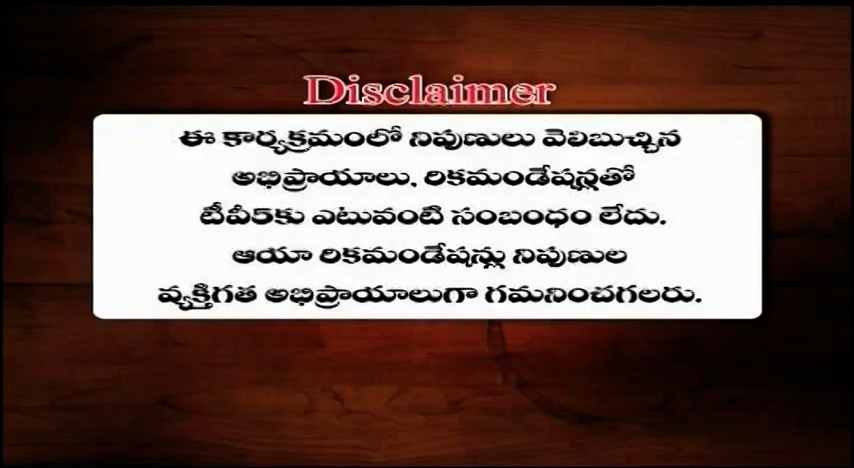 Disclaimer
ఈ కార్యక్రమంలో నిపుణులు వెలిబుచ్చిన
అభిప్రాయాలు, రికమండేషన్లతో
టీవీ5కు ఎటువంటి సంబంధం లేదు.
ఆయా రికమండేషన్లు నిపుణుల
వ్యక్తిగత అభిప్రాయాలుగా గమనించగలరు.